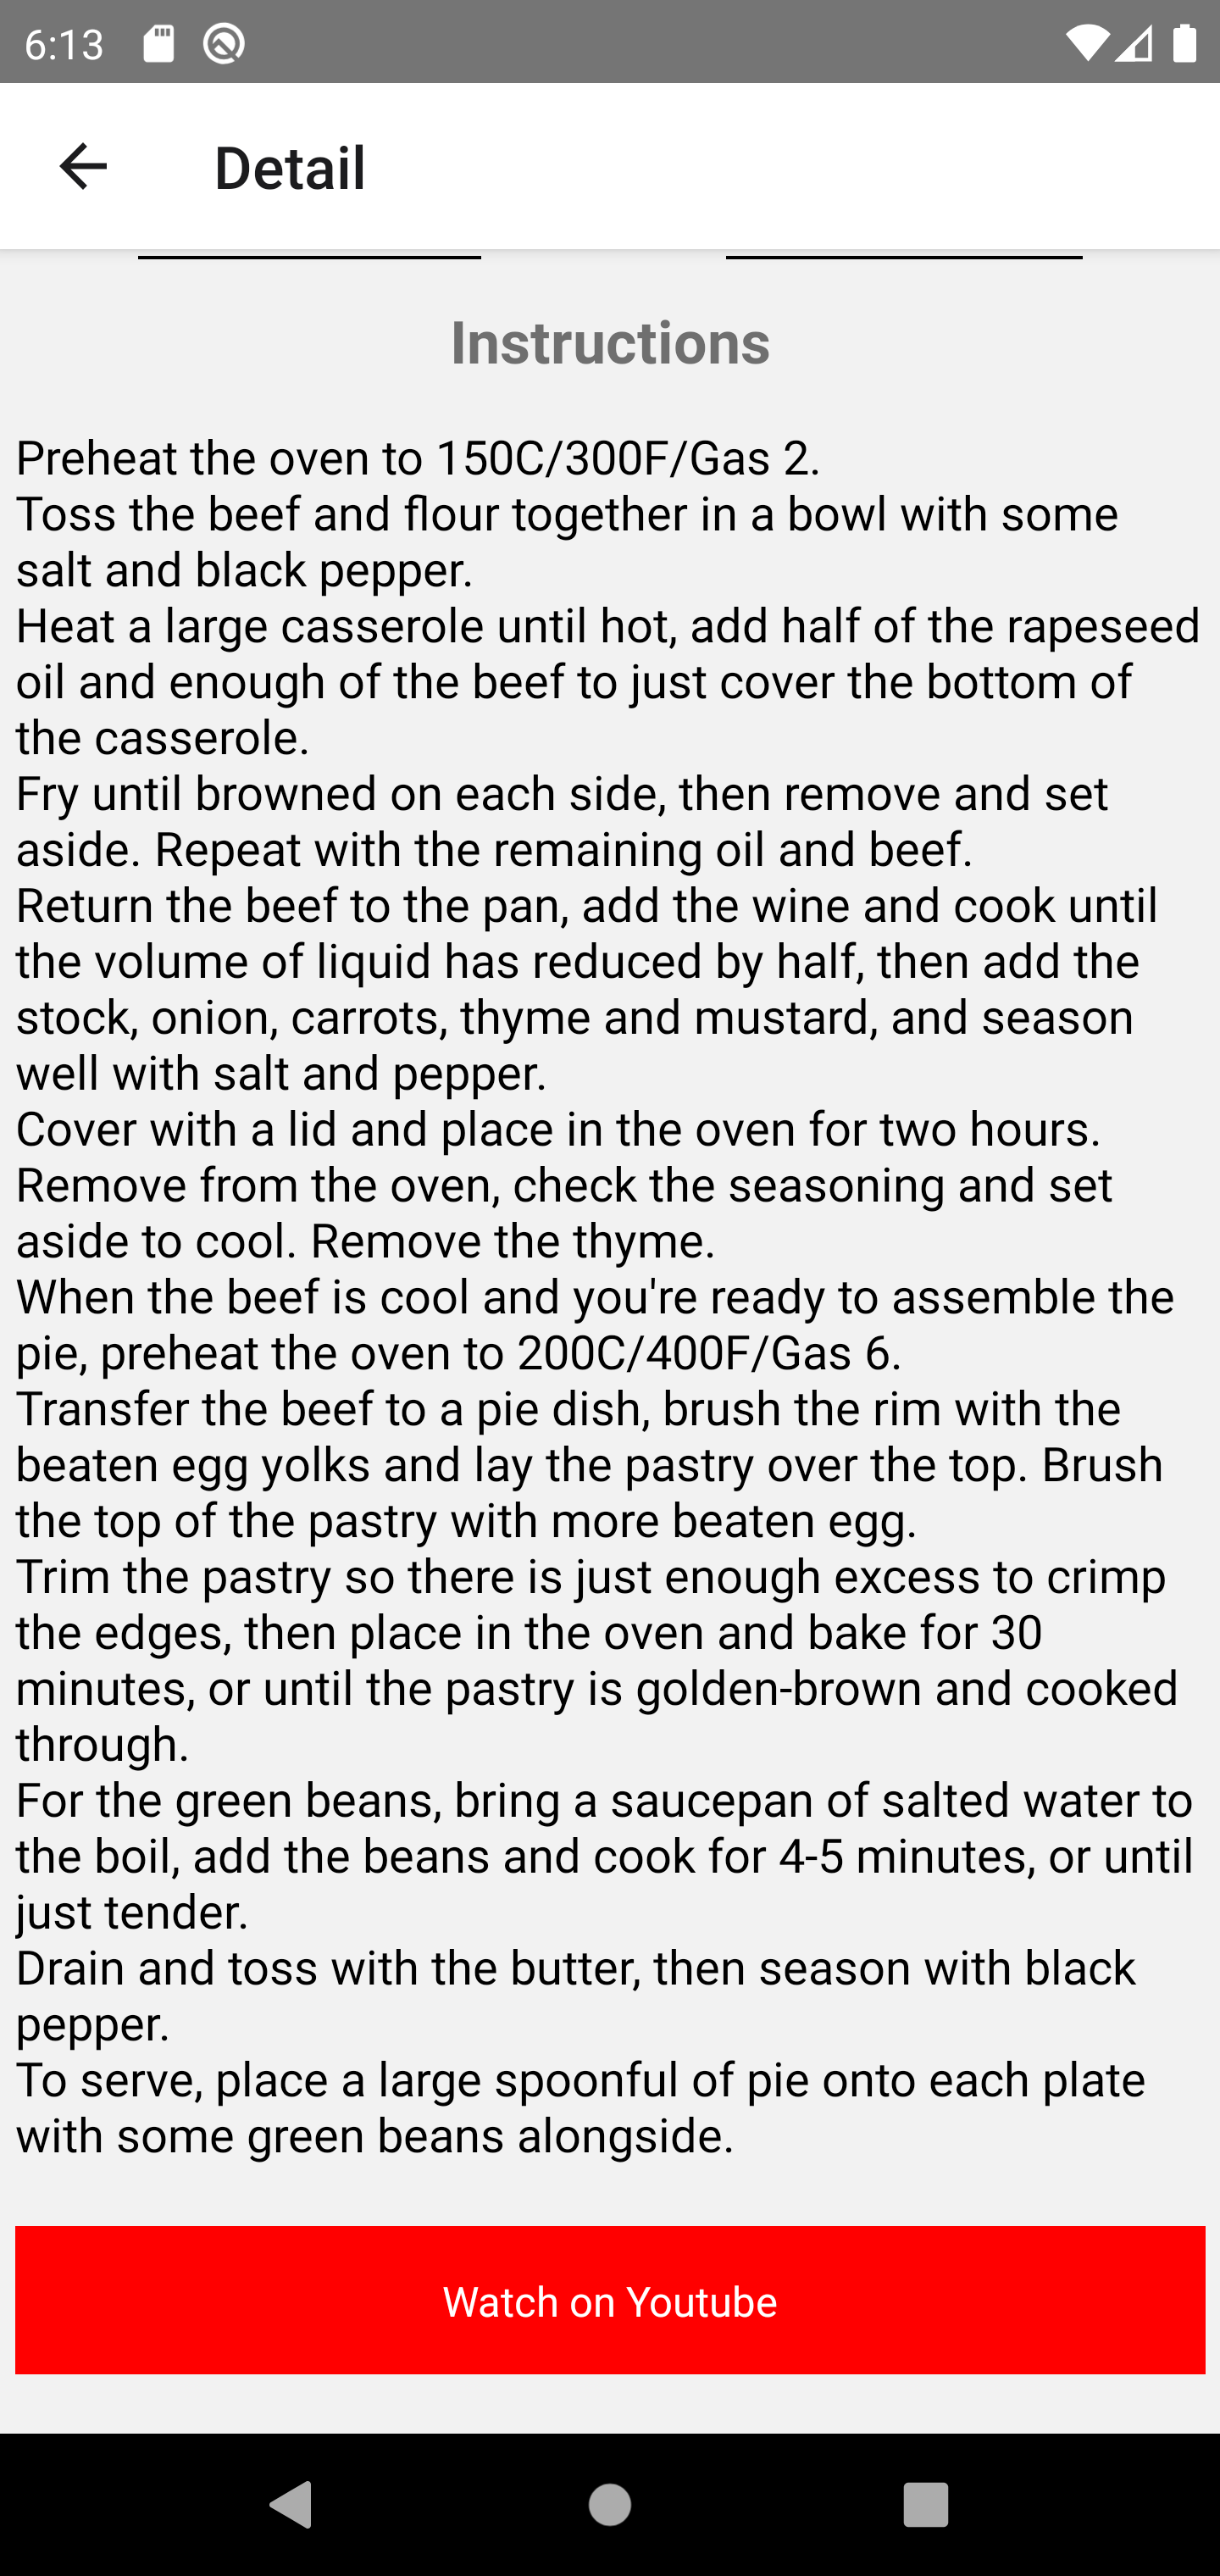 6:13
Detail
Instructions
Preheat the oven to 150C/300F/Gas 2.
Toss the beef and flour together in a bowl with some
salt and black pepper.
Heat a large casserole until hot, add half of the rapeseed
oil and enough of the beef to just cover the bottom of
the casserole.
Fry until browned on each side, then remove and set
aside. Repeat with the remaining oil and beef.
Return the beef to the pan, add the wine and cook until
the volume of liquid has reduced by half, then add the
stock, onion, carrots, thyme and mustard, and season
well with salt and pepper.
Cover with a lid and place in the oven for two hours.
Remove from the oven, check the seasoning and set
aside to cool. Remove the thyme.
When the beef is cool and you're ready to assemble the
pie, preheat the oven to 200C/400F/Gas 6.
Transfer the beef to a pie dish, brush the rim with the
beaten egg yolks and lay the pastry over the top. Brush
the top of the pastry with more beaten egg.
Trim the pastry so there is just enough excess to crimp
the edges, then place in the oven and bake for 30
minutes, or until the pastry is golden-brown and cooked
through.
For the green beans, bring a saucepan of salted water to
the boil, add the beans and cook for 4-5 minutes, or until
just tender.
Drain and toss with the butter, then season with black
pepper.
To serve, place a large spoonful of pie onto each plate
with some green beans alongside.
Watch on Youtube